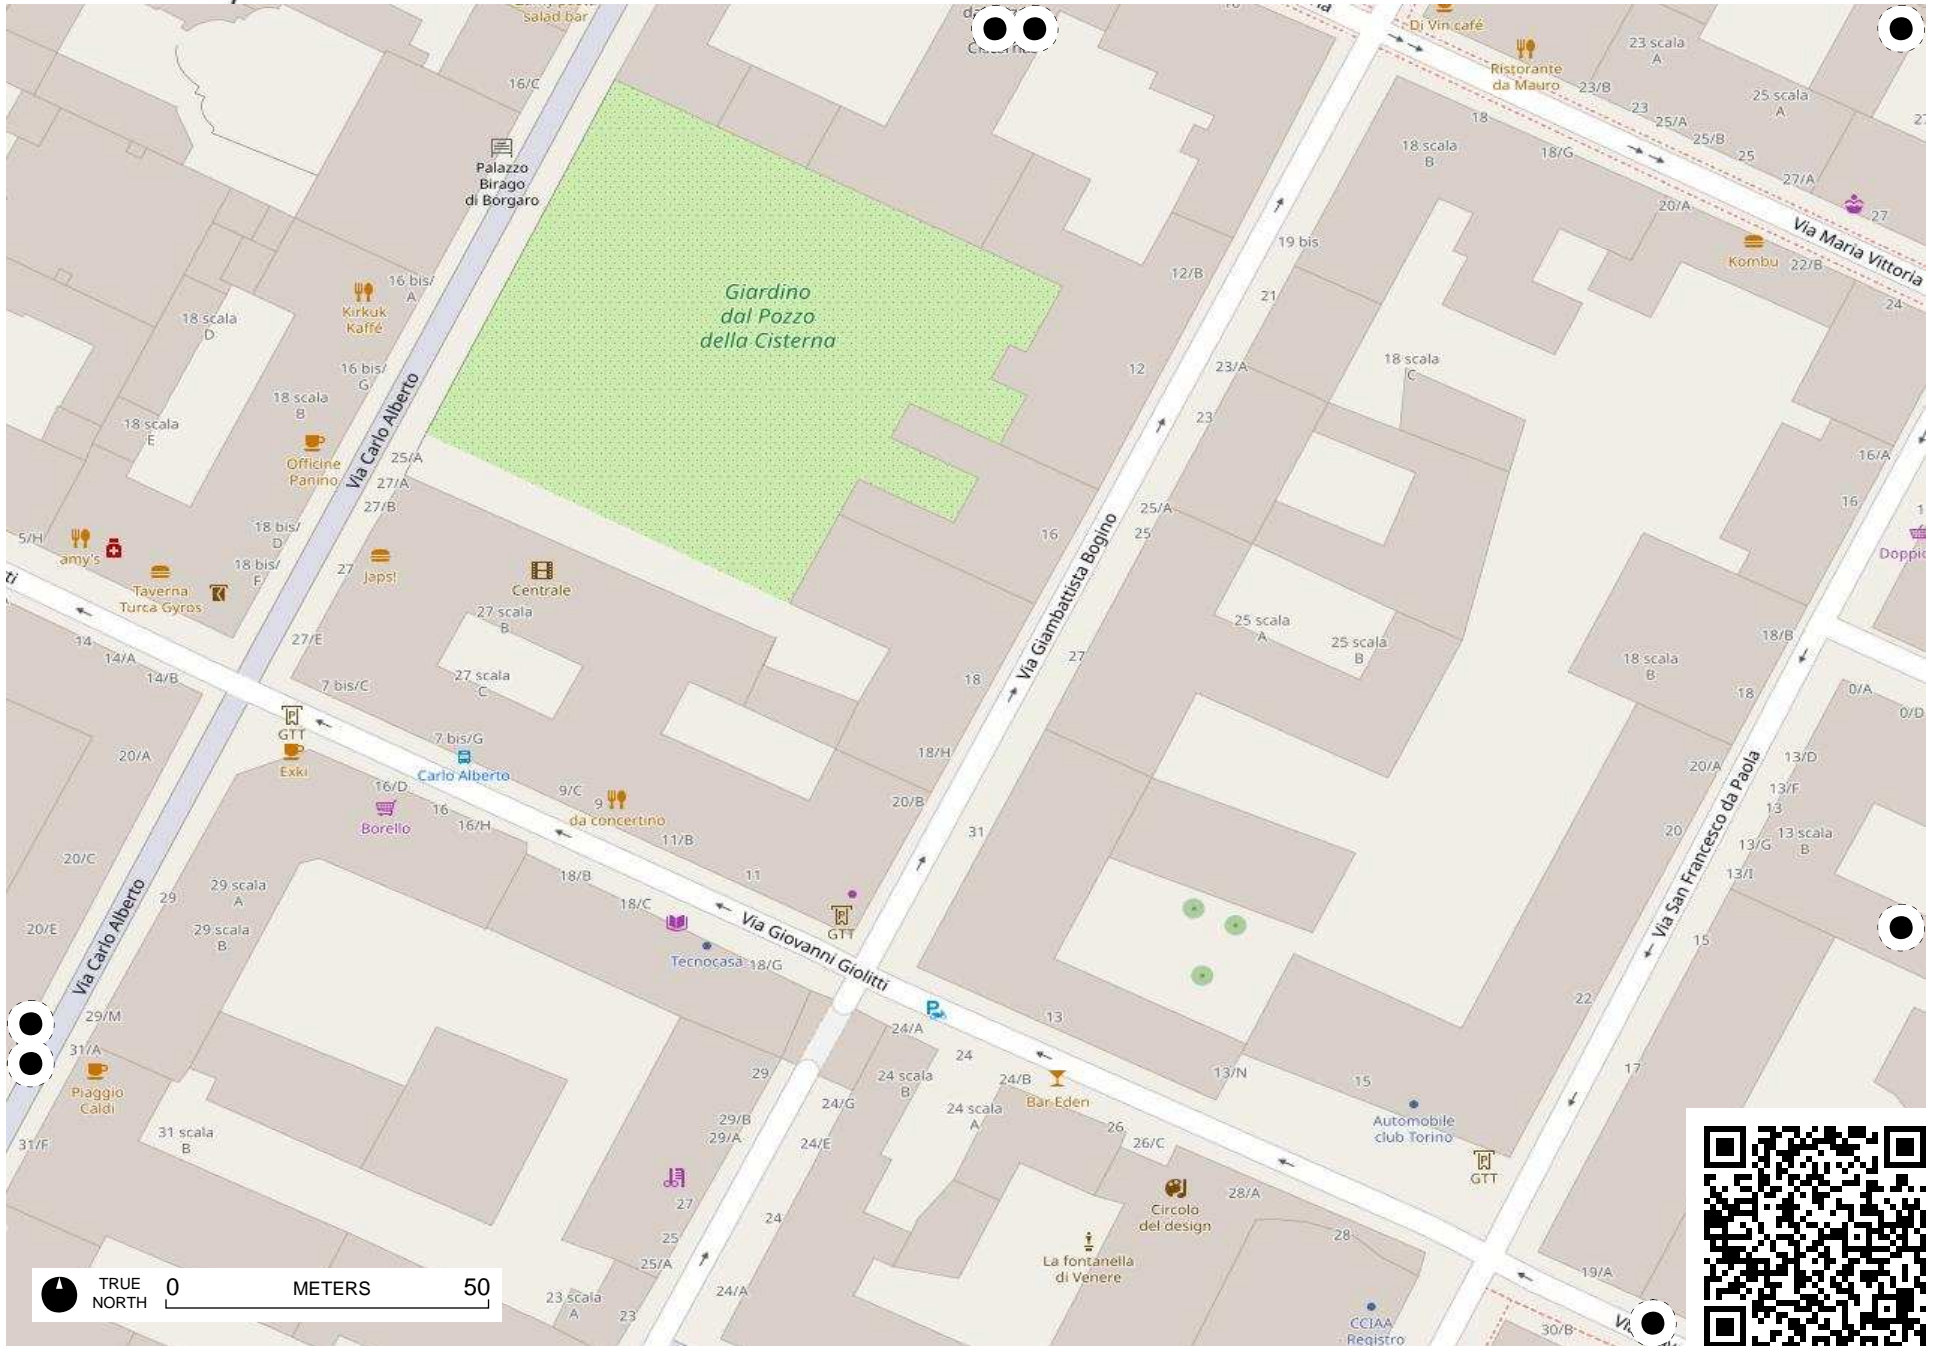 salad bar
Di Vin café
Ristorante
da Mauro
23 scala
A
25 scala
A
23/B
23
25/A
25/B
25
27/A
27
16/C
18
18/G
18 scala
B
20/A
Via Maria Vittoria
Kombu
22/B
24
Palazzo
Birago
di Borgaro
19 bis
12/B
21
Giardino
dal Pozzo
della Cisterna
16 bis/
A
Kirkuk
Kaffé
18 scala
D
16 bis/
G
18 scala
B
18 scala
E
Via Carlo Alberto
12
23/A
18 scala
C
23
Officine
Panino
25/A
27/A
27/B
16/A
16
18 bis/
D
18 bis/
F
5/H
amy's
Taverna
Turca Gyros
27
Japs!
Centrale
27 scala
B
16
25/A
25
Via Giambattista Bogino
Doppio
14
14/A
14/B
27/E
7 bis/C
27 scala
C
18
27
25 scala
A
25 scala
B
18/B
18 scala
B
18
0/A
0/D
GTT
Exki
20/A
7 bis/G
Carlo Alberto
18/H
20/A
13/D
16/D
16
16/H
Borello
9/C
9
da concertino
20/B
31
13/F
13
20
13 scala
B
13/G
13/I
11/B
11
20/C
29
29 scala
A
18/B
18/C
Via San Francesco da Paola
20/E
29 scala
B
Via Carlo Alberto
Tecnocasa
18/G
Via Giovanni Giolitti
GTT
15
29/M
31/A
Piaggio
Caldi
22
24/A
13
24
29
24 scala
B
24/B
Bar Eden
13/N
15
17
24/G
24 scala
A
Automobile
club Torino
31/F
31 scala
B
29/B
29/A
24/E
26
26/C
GTT
27
24
Circolo
del design
28/A
25
25/A
28
La fontanella
di Venere
24/A
19/A
23 scala
A
23
CCIAA
Registro
30/B
TRUE
NORTH
0
METERS
50